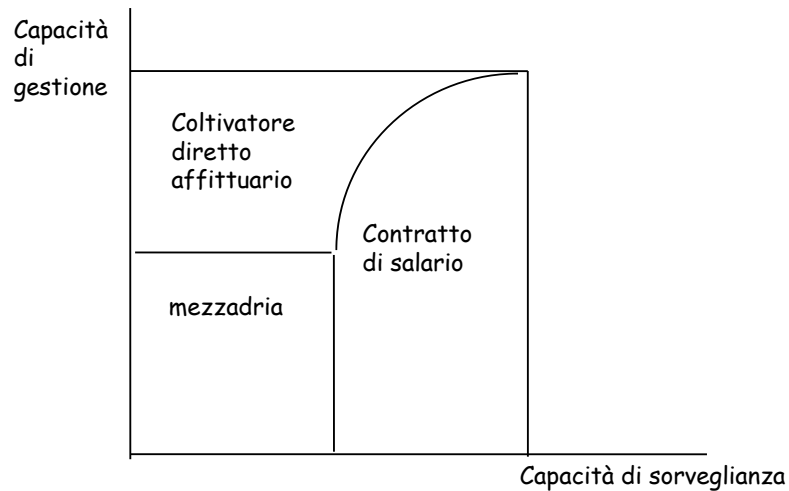 Capacità
di
gestione
Coltivatore
diretto
affittuario
Contratto
di salario
mezzadria
Capacità di sorveglianza